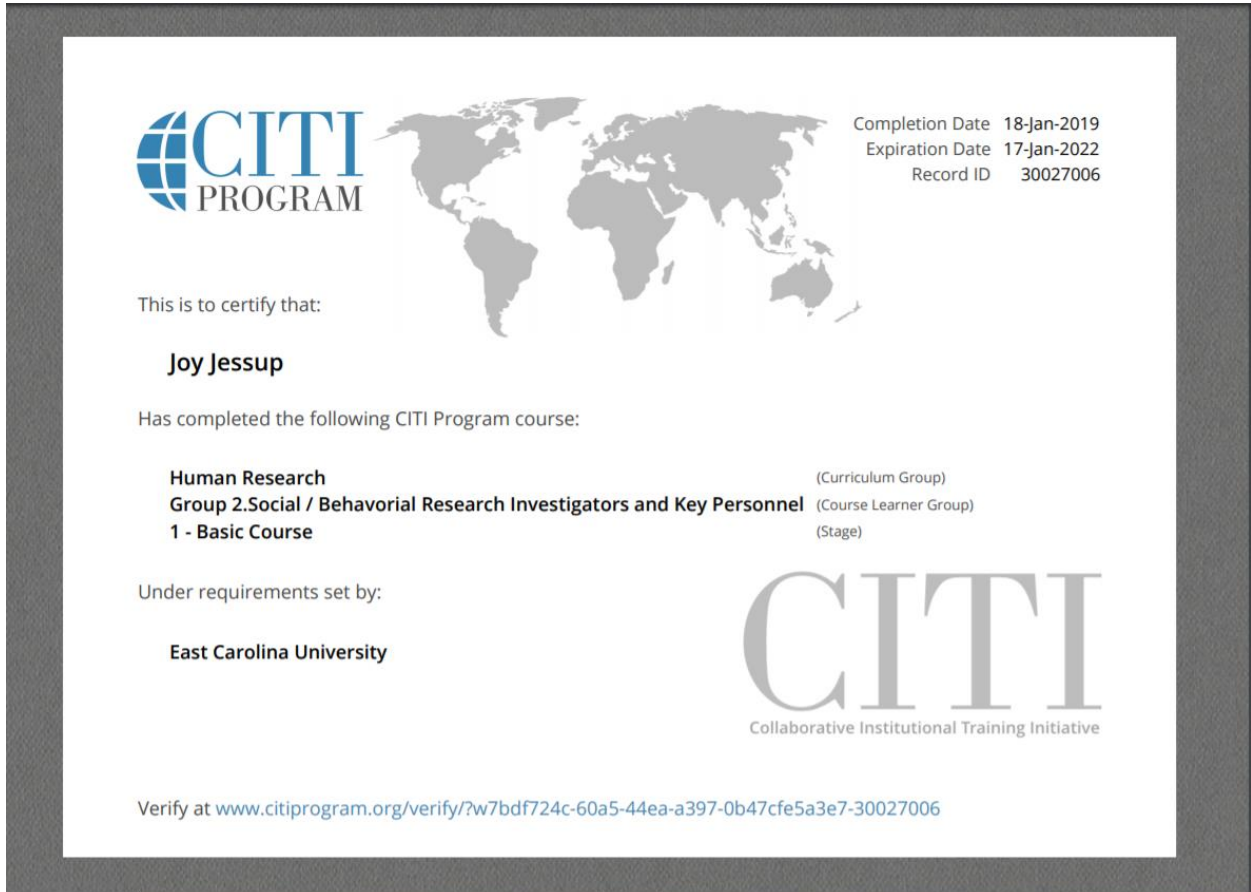 CITI
PROGRAM
Completion Date 18-Jan-2019
Expiration Date 17-Jan-2022
Record ID 30027006
This is to certify that:
Joy Jessup
Has completed the following CITI Program course:
Human Research (Curriculum Group)
Group 2.Social / Behavorial Research Investigators and Key Personnel (Course Learner Group)
1 - Basic Course (Stage)
Under requirements set by:
East Carolina University
CITI
Collaborative Institutional Training Initiative
Verify at www.citiprogram.org/verify/?w7bdf724c-60a5-44ea-a397-0b47cfe5a3e7-30027006